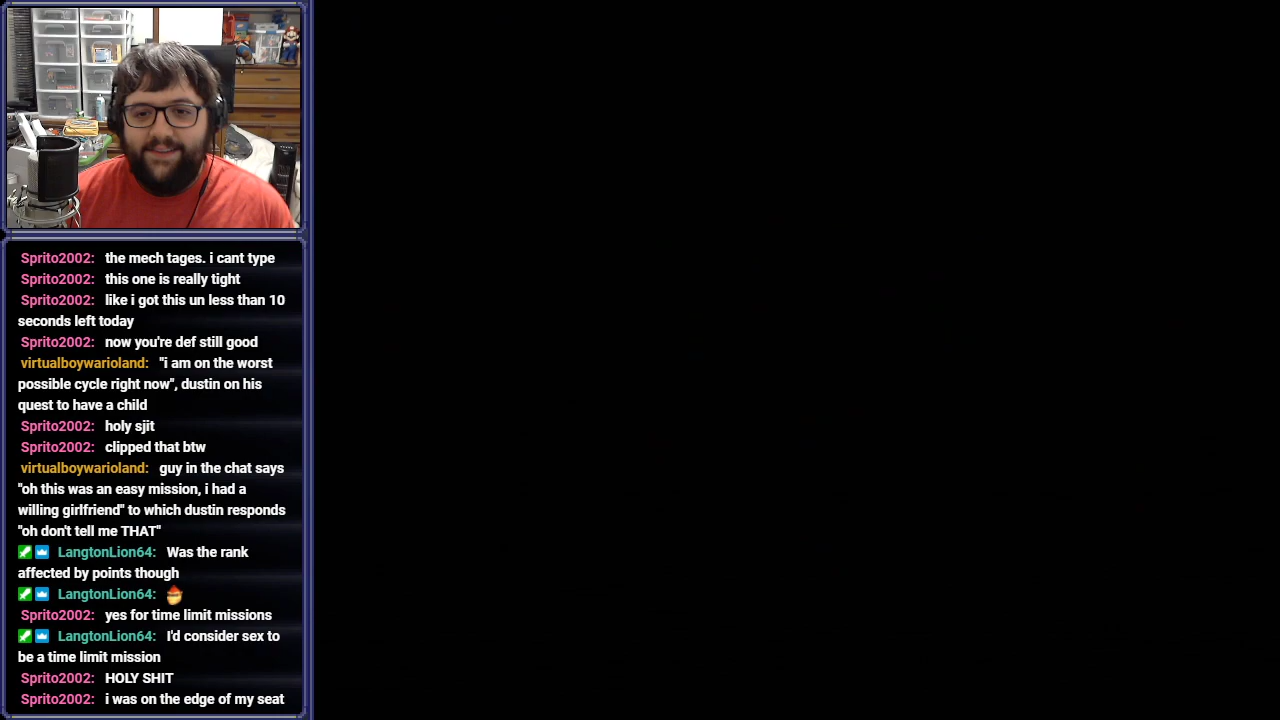 Sprito2002: the mech tages. i cant type
Sprito2002: this one is really tight
Sprito2002: like i got this un less than 10
seconds left today
Sprito2002: now you're def still good
virtualboywarioland: "i am on the worst
possible cycle right now", dustin on his
quest to have a child
Sprito2002: holy sjit
Sprito2002: clipped that btw
virtualboywarioland: guy in the chat says
"oh this was an easy mission, i had a
willing girlfriend" to which dustin responds
"oh don't tell me THAT"
LangtonLion64: Was the rank
affected by points though
LangtonLion64:
Sprito2002: yes for time limit missions
LangtonLion64: I'd consider sex to
be a time limit mission
Sprito2002: HOLY SHIT
Sprito2002: i was on the edge of my seat